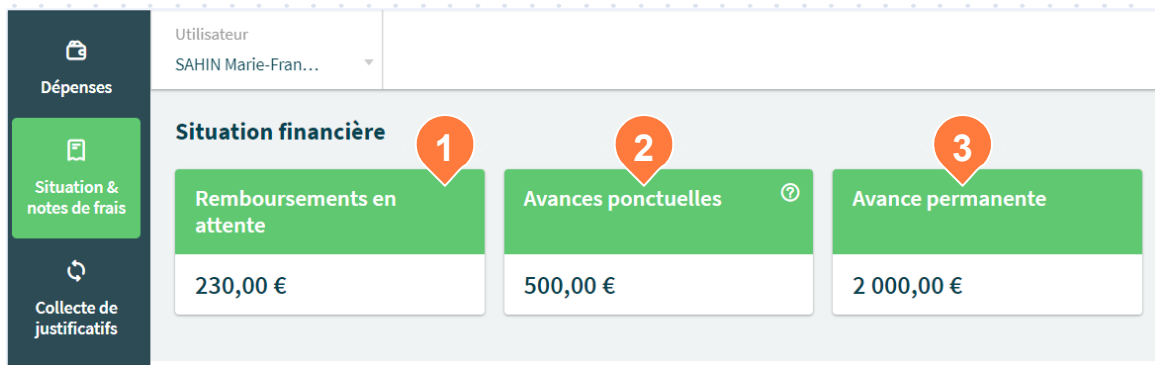 Dépenses
Situation &
notes de frais
Collecte de
justificatifs
Utilisateur
SAHIN Marie-Fran...
Situation financière
1
2
3
Remboursements en
attente
230,00 €
Avances ponctuelles
?
500,00 €
Avance permanente
2 000,00 €